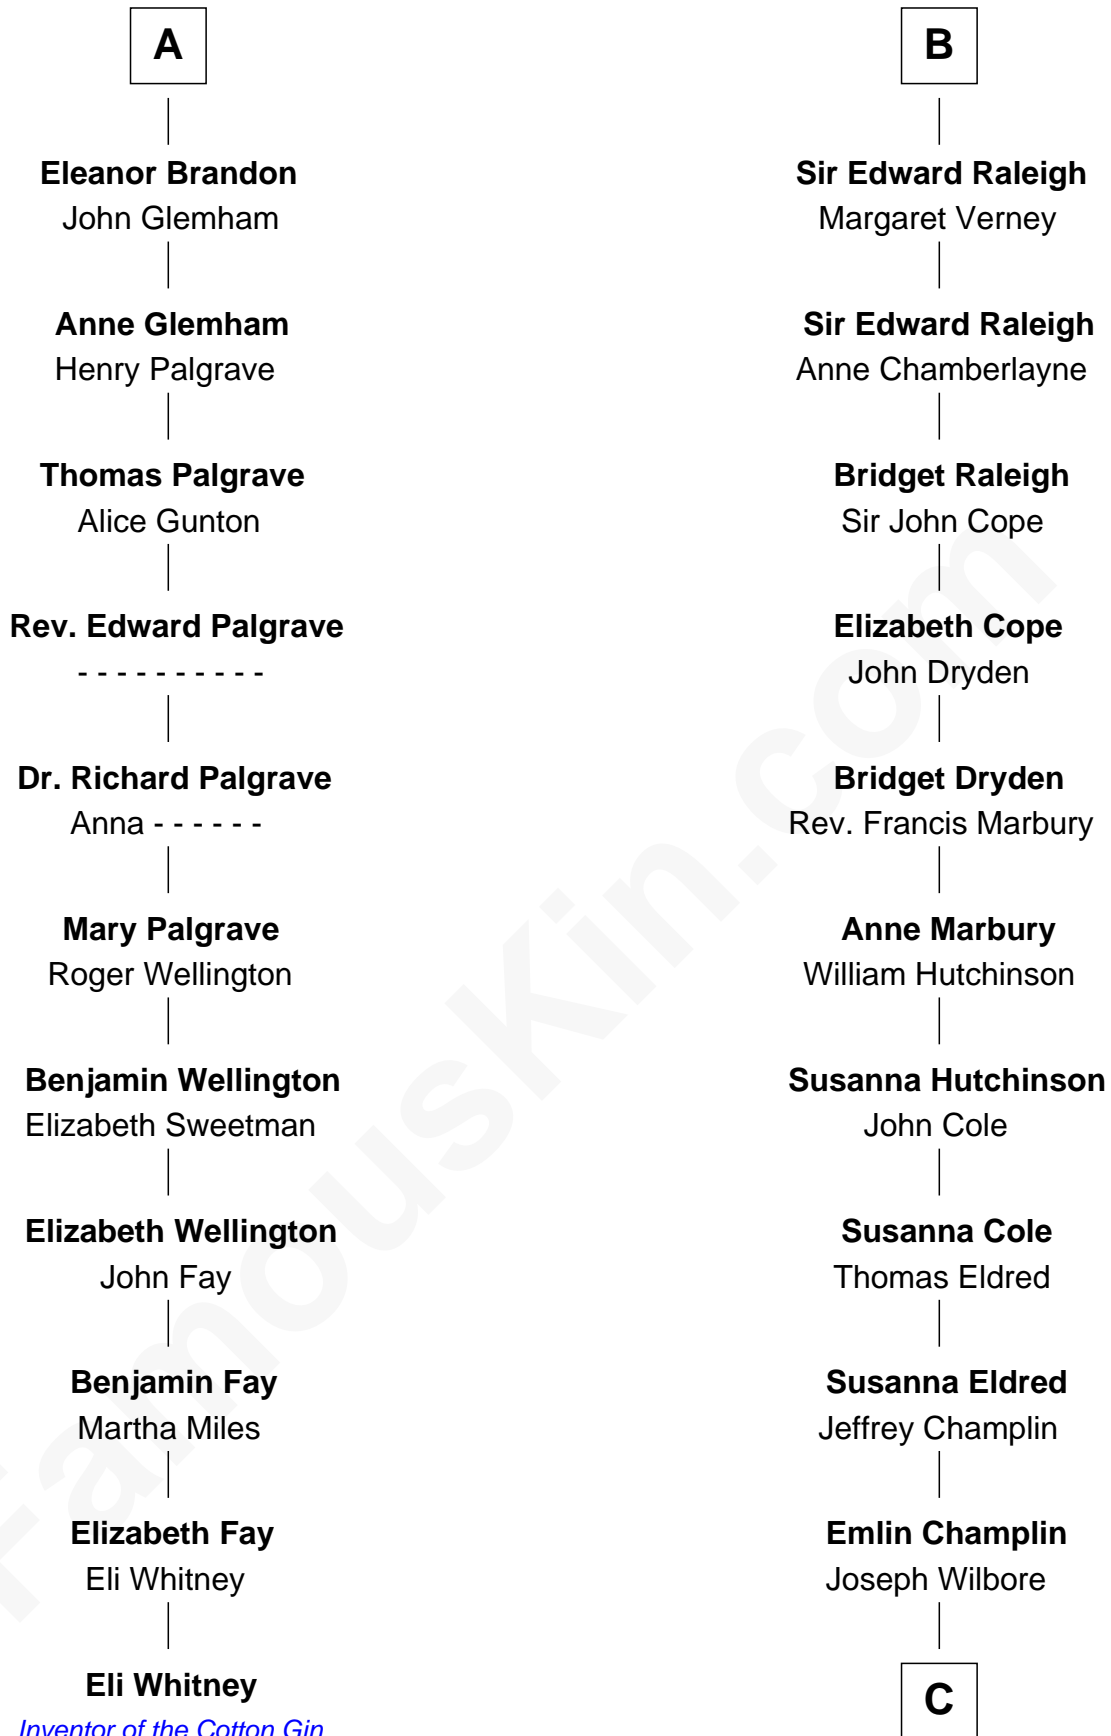 A
Eleanor Brandon
John Glemham
Anne Glemham
Henry Palgrave
Thomas Palgrave
Alice Gunton
Rev. Edward Palgrave
- - - - - - - - - -
Dr. Richard Palgrave
Anna - - - - - -
Mary Palgrave
Roger Wellington
Benjamin Wellington
Elizabeth Sweetman
Elizabeth Wellington
John Fay
Benjamin Fay
Martha Miles
Elizabeth Fay
Eli Whitney
Eli Whitney
Inventor of the Cotton Gin
B
Sir Edward Raleigh
Margaret Verney
Sir Edward Raleigh
Anne Chamberlayne
Bridget Raleigh
Sir John Cope
Elizabeth Cope
John Dryden
Bridget Dryden
Rev. Francis Marbury
Anne Marbury
William Hutchinson
Susanna Hutchinson
John Cole
Susanna Cole
Thomas Eldred
Susanna Eldred
Jeffrey Champlin
Emlin Champlin
Joseph Wilbore
C
FamousKin.com